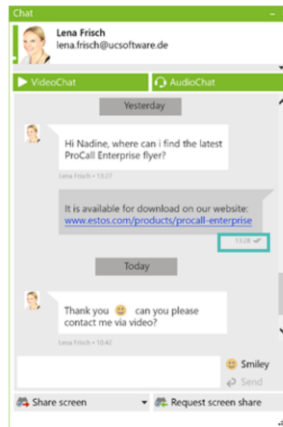 Chat
Lena Frisch
lena.frisch@ucsoftware.de
VideoChat
AudioChat
Yesterday
Hi Nadine, where can i find the latest
ProCall Enterprise flyer?
Lena Frisch • 13:27
It is available for download on our website:
www.estos.com/products/procall-enterprise
13:28
Today
Thank you 😊 can you please
contact me via video?
Lena Frisch • 10:42
Smiley
Send
Share screen
Request screen share